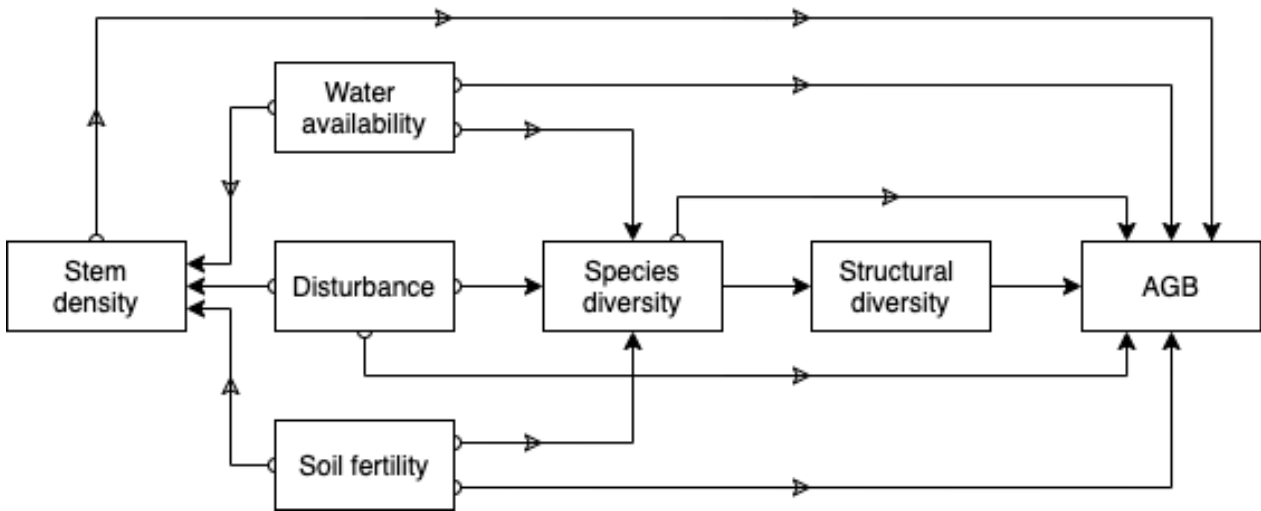 Water
availability
Stem
density
Disturbance
Species
diversity
Structural
diversity
AGB
Soil fertility